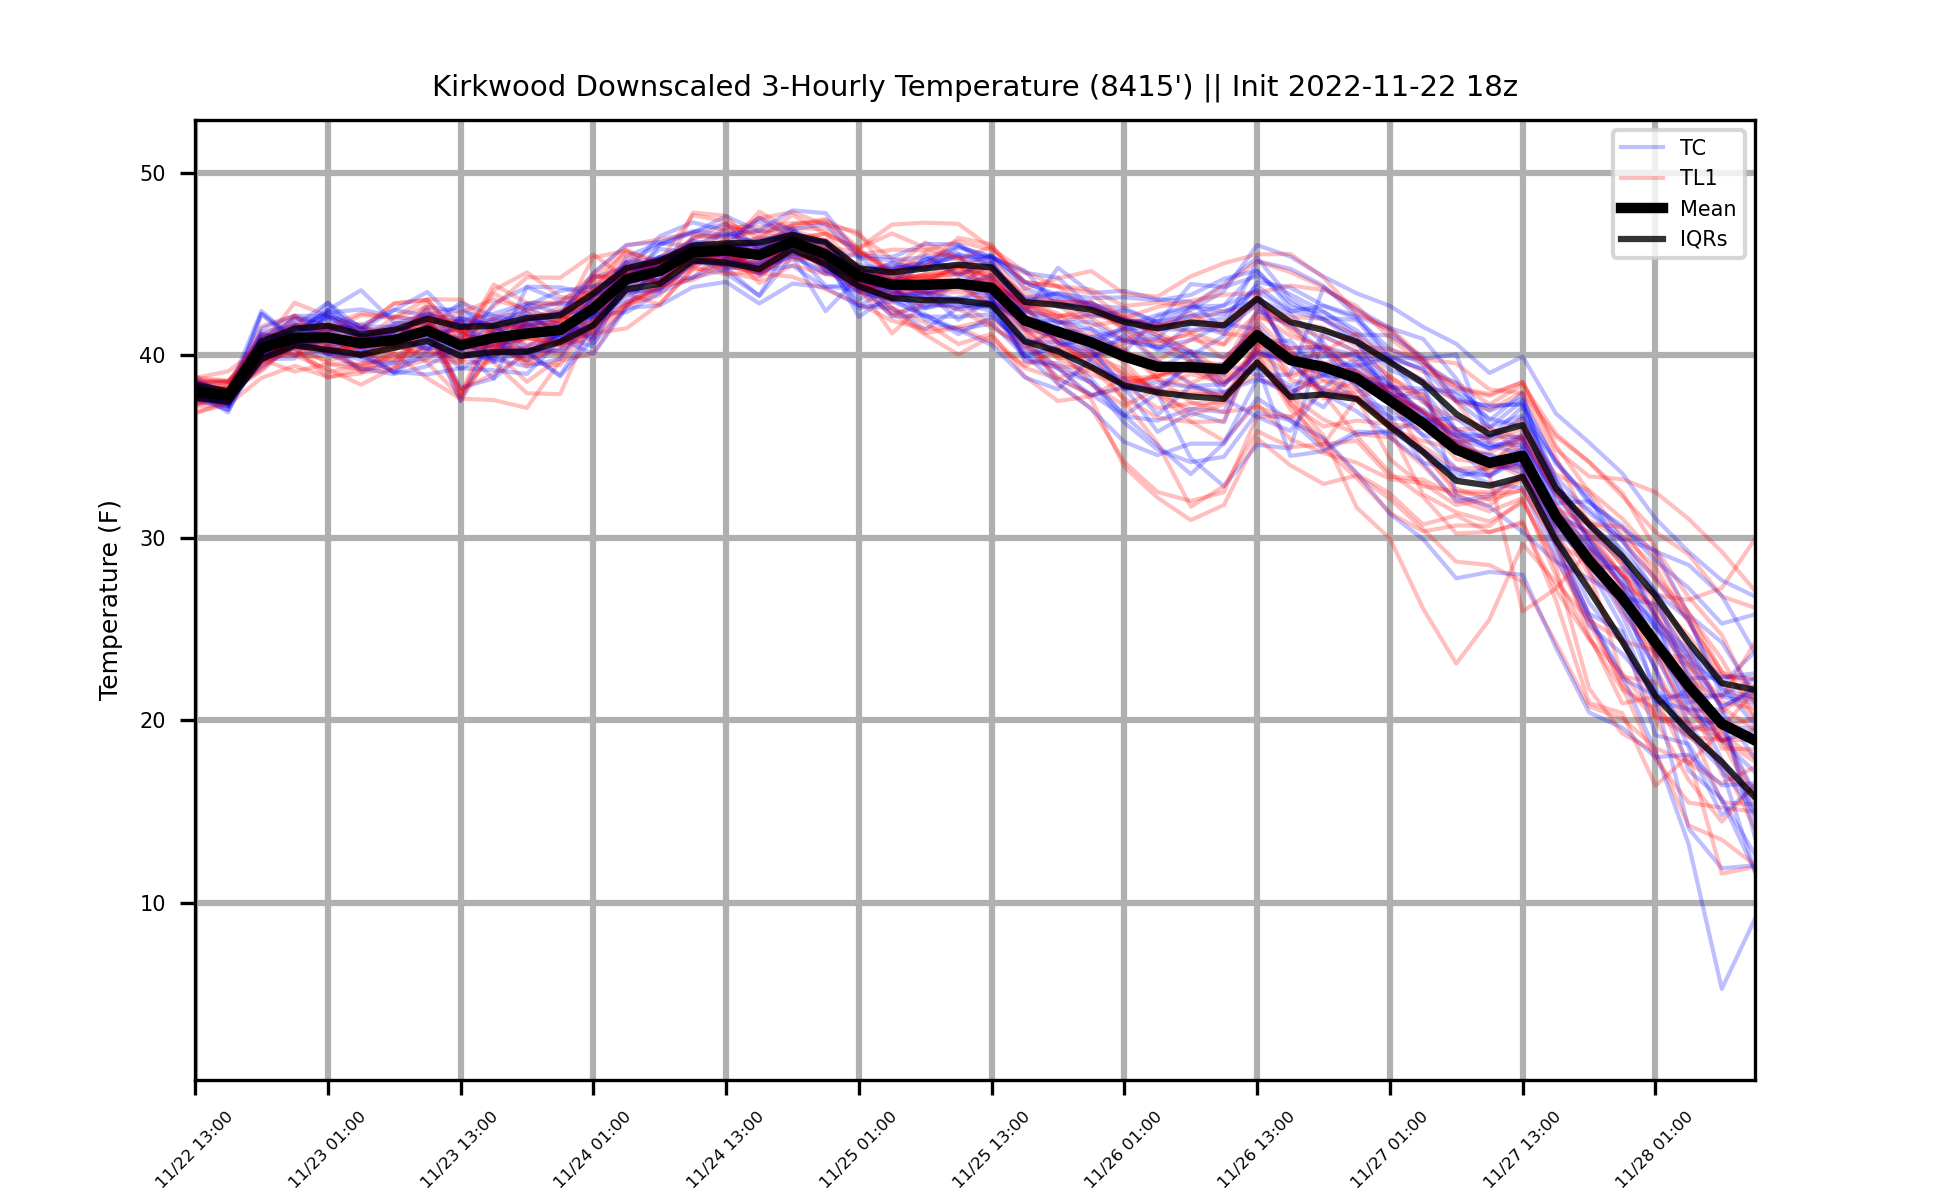 Kirkwood Downscaled 3-Hourly Temperature (8415') || Init 2022-11-22 18z
TC
TL1
Mean
IQRs
Temperature (F)
50
40
30
20
10
11/22 13:00
11/23 01:00
11/23 13:00
11/24 01:00
11/24 13:00
11/25 01:00
11/25 13:00
11/26 01:00
11/26 13:00
11/27 01:00
11/27 13:00
11/28 01:00